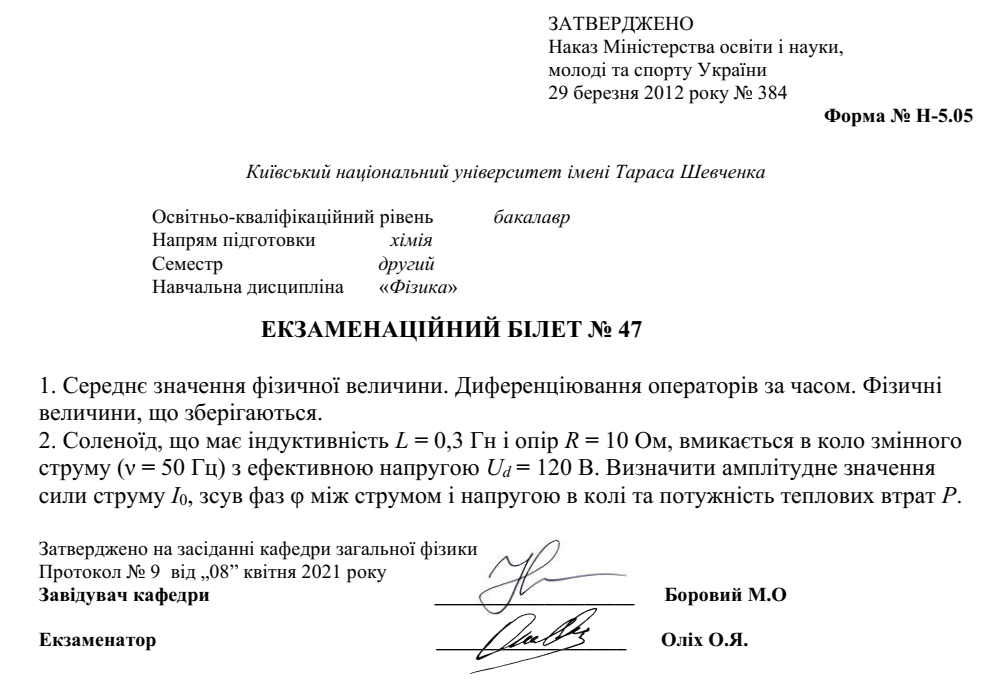 ЗАТВЕРДЖЕНО
Наказ Міністерства освіти і науки,
молоді та спорту України
29 березня 2012 року № 384
Форма № Н-5.05
Київський національний університет імені Тараса Шевченка
Освітньо-кваліфікаційний рівень бакалавр
Напрям підготовки хімія
Семестр другий
Навчальна дисципліна «Фізика»
ЕКЗАМЕНАЦІЙНИЙ БІЛЕТ № 47
1. Середнє значення фізичної величини. Диференціювання операторів за часом. Фізичні
величини, що зберігаються.
2. Соленоїд, що має індуктивність L = 0,3 Гн і опір R = 10 Ом, вмикається в коло змінного
струму (ν = 50 Гц) з ефективною напругою Ud = 120 В. Визначити амплітудне значення
сили струму I0, зсув фаз φ між струмом і напругою в колі та потужність теплових втрат P.
Затверджено на засіданні кафедри загальної фізики
Протокол № 9 від „08” квітня 2021 року
Завідувач кафедри Боровий М.О
Екзаменатор Оліх О.Я.